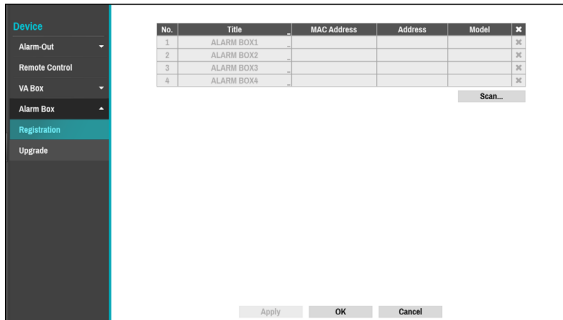 Device
Alarm-Out
Remote Control
VA Box
Alarm Box
Registration
Upgrade
No. Title MAC Address Address Model
1 ALARM BOX1
2 ALARM BOX2
3 ALARM BOX3
4 ALARM BOX4
Scan...
Apply OK Cancel